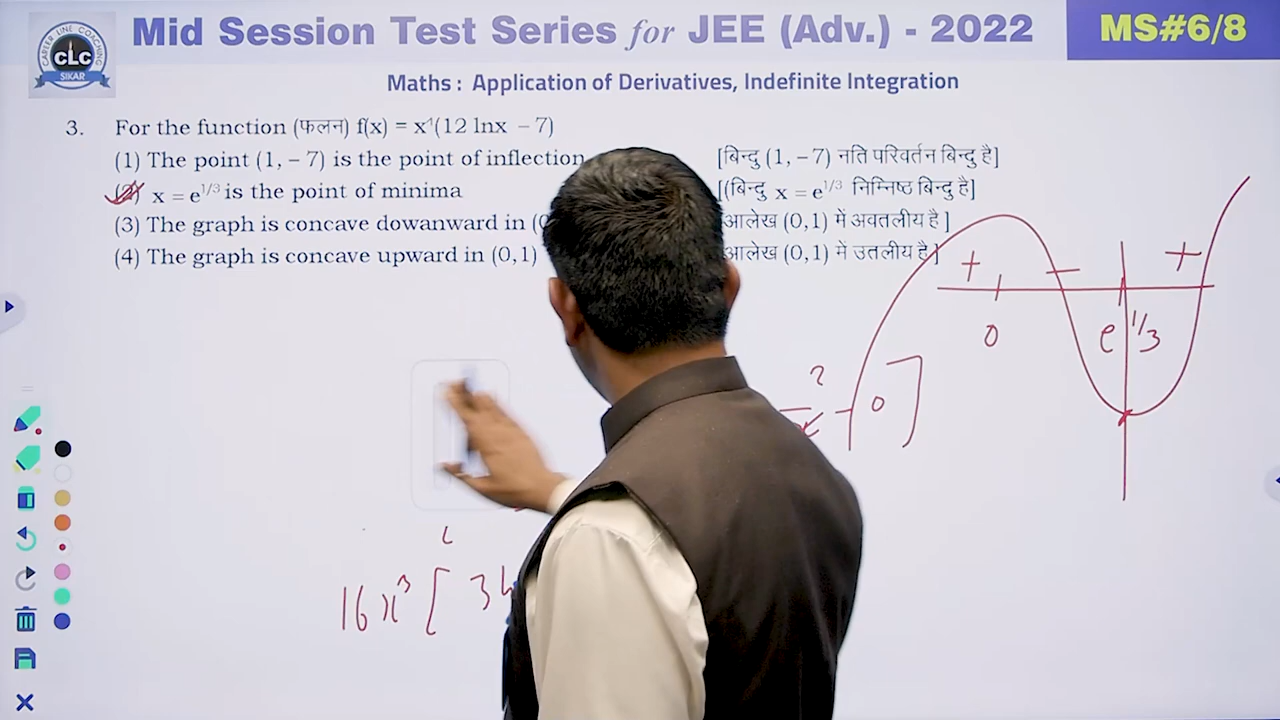 CAREER LINE COACHING
CLC
SIKAR
Mid Session Test Series for JEE (Adv.) - 2022
MS#6/8
Maths : Application of Derivatives, Indefinite Integration
3. For the function (फलन) f(x) = x⁴(12 lnx – 7)
(1) The point (1, – 7) is the point of inflection [बिन्दु (1, – 7) नति परिवर्तन बिन्दु है]
(2) x = e^1/3 is the point of minima [(बिन्दु x = e^1/3 निम्निष्ठ बिन्दु है]
(3) The graph is concave dowanward in (0 आलेख (0,1) में अवतलीय है ]
(4) The graph is concave upward in (0,1) आलेख (0,1) में उतलीय है ]
+ – +
0 e^1/3
?
0 ]
16x³ [ 3